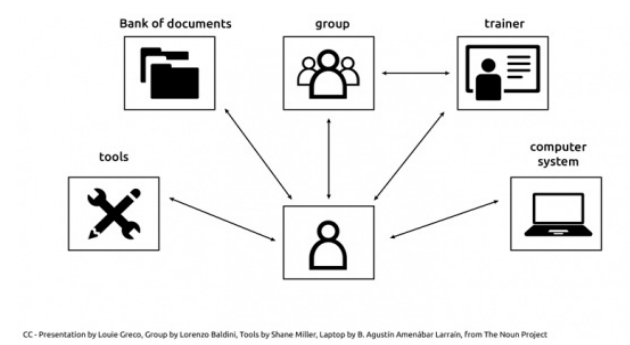 Bank of documents
group
trainer
tools
computer
system
CC - Presentation by Louie Greco, Group by Lorenzo Baldini, Tools by Shane Miller, Laptop by B. Agustín Amenábar Larraín, from The Noun Project